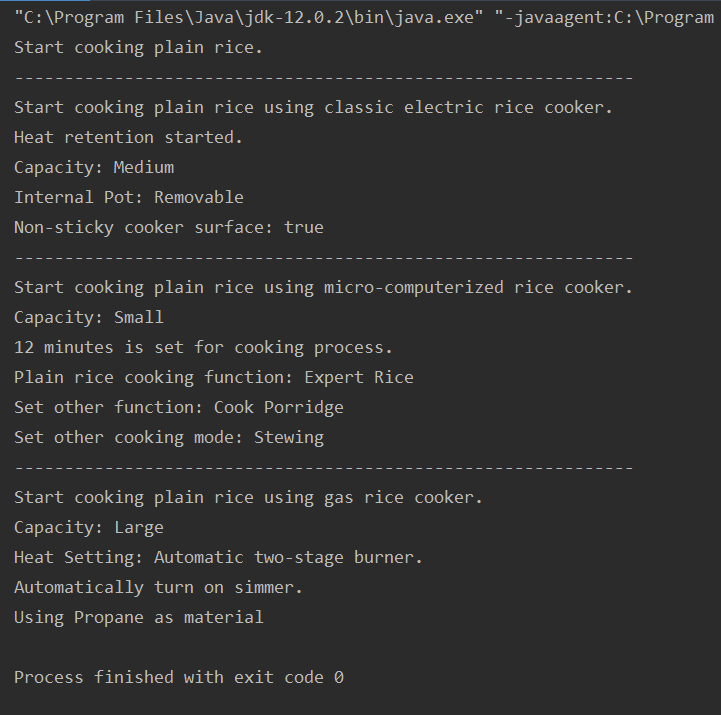 "C:\Program Files\Java\jdk-12.0.2\bin\java.exe" "-javaagent:C:\Program
Start cooking plain rice.
--------------------------------------------------------------
Start cooking plain rice using classic electric rice cooker.
Heat retention started.
Capacity: Medium
Internal Pot: Removable
Non-sticky cooker surface: true
--------------------------------------------------------------
Start cooking plain rice using micro-computerized rice cooker.
Capacity: Small
12 minutes is set for cooking process.
Plain rice cooking function: Expert Rice
Set other function: Cook Porridge
Set other cooking mode: Stewing
--------------------------------------------------------------
Start cooking plain rice using gas rice cooker.
Capacity: Large
Heat Setting: Automatic two-stage burner.
Automatically turn on simmer.
Using Propane as material
Process finished with exit code 0